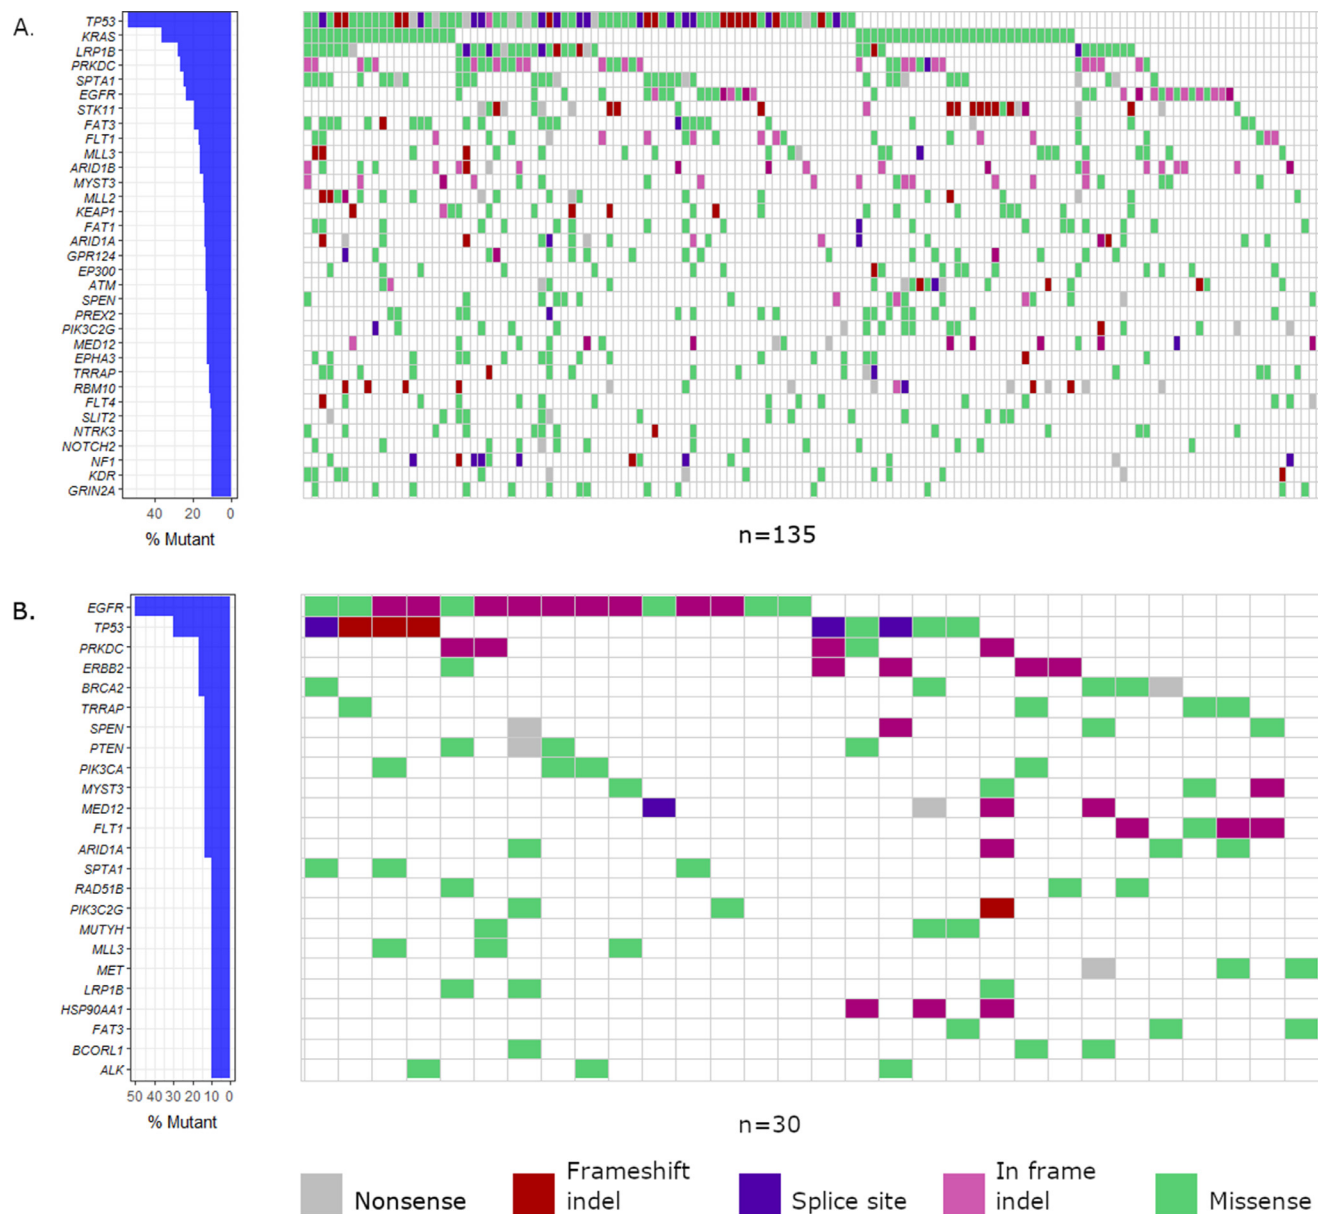 A.
TP53
KRAS
LRP1B
PRKDC
SPTA1
EGFR
STK11
FAT3
FLT1
MLL3
ARID1B
MYST3
MLL2
KEAP1
FAT1
ARID1A
GPR124
EP300
ATM
SPEN
PREX2
PIK3C2G
MED12
EPHA3
TRRAP
RBM10
FLT4
SLIT2
NTRK3
NOTCH2
NF1
KDR
GRIN2A
40 20 0
% Mutant
n=135
B.
EGFR
TP53
PRKDC
ERBB2
BRCA2
TRRAP
SPEN
PTEN
PIK3CA
MYST3
MED12
FLT1
ARID1A
SPTA1
RAD51B
PIK3C2G
MUTYH
MLL3
MET
LRP1B
HSP90AA1
FAT3
BCORL1
ALK
50 40 30 20 10 0
% Mutant
n=30
Nonsense
Frameshift
indel
Splice site
In frame
indel
Missense